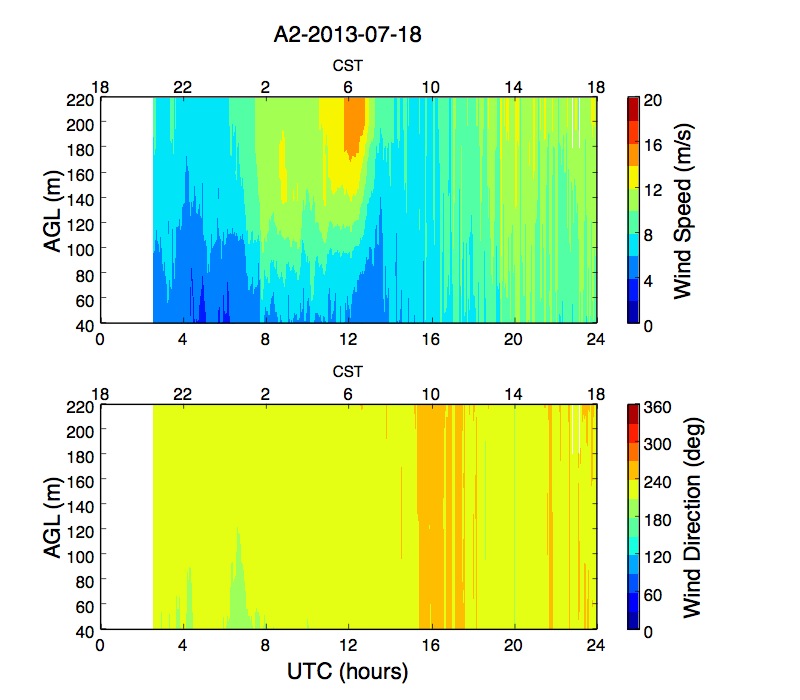 A2-2013-07-18
CST
18 22 2 6 10 14 18
220
200
180
160
140
120
100
80
60
40
AGL (m)
0 4 8 12 16 20 24
20
16
12
8
4
0
Wind Speed (m/s)
CST
18 22 2 6 10 14 18
220
200
180
160
140
120
100
80
60
40
AGL (m)
0 4 8 12 16 20 24
UTC (hours)
360
300
240
180
120
60
0
Wind Direction (deg)